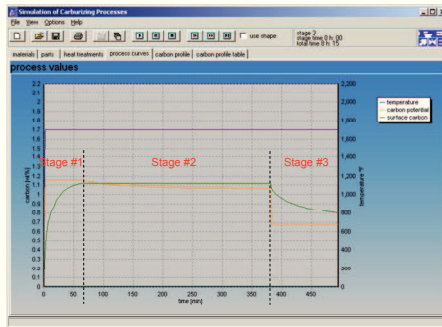 Simulation of Carburizing Processes
File View Options Help
use shape
stage 3
stage time 0 h: 00
total time 8 h: 15
materials parts heat treatments process curves carbon profile carbon profile table
process values
2.2 2,200
2.1
2 2,000
1.9
1.8 1,800
1.7
1.6 1,600
1.5
1.4 1,400
Stage #1 Stage #2 Stage #3
1.3
1.2 1,200
1.1
1 1,000
0.9
0.8 800
0.7
0.6 600
0.5
0.4 400
0.3
0.2 200
0.1
0 0
0 50 100 150 200 250 300 350 400 450
time [min]
carbon [wt%]
temperature °F
temperature
carbon potential
surface carbon